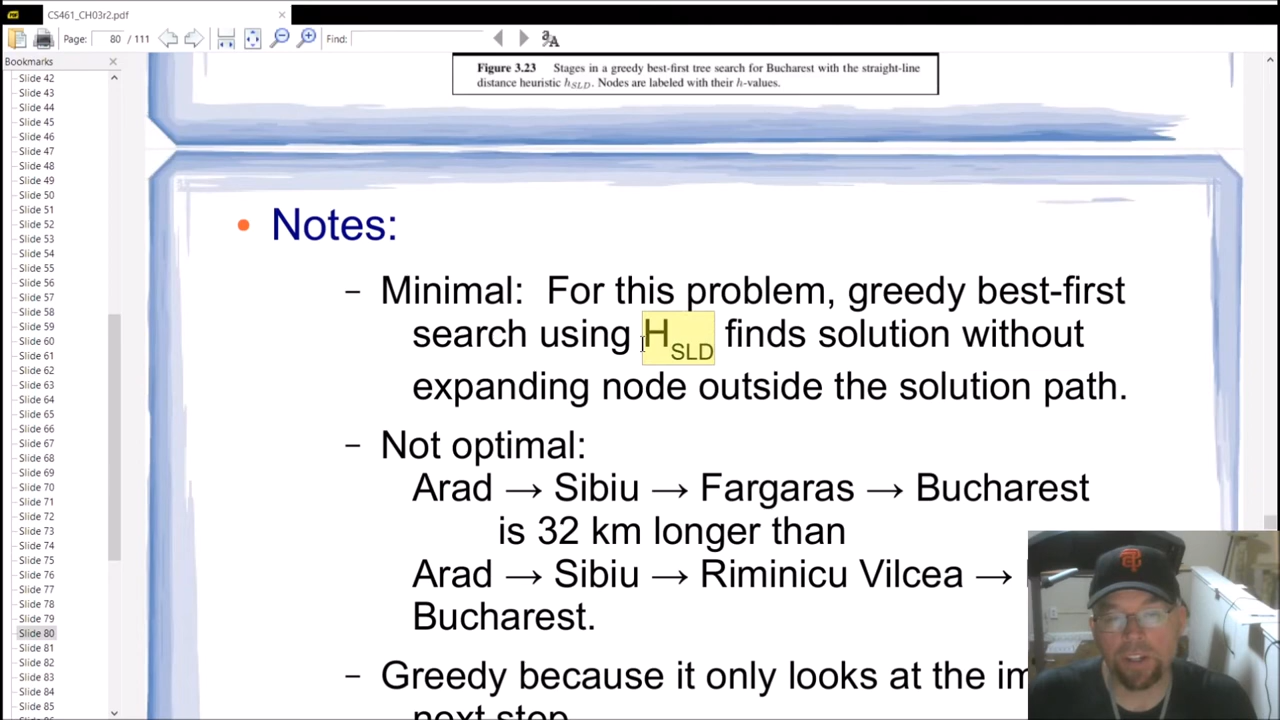 CS461_CH03r2.pdf
Page: 80 / 111 Find:
Bookmarks
Slide 42
Slide 43
Slide 44
Slide 45
Slide 46
Slide 47
Slide 48
Slide 49
Slide 50
Slide 51
Slide 52
Slide 53
Slide 54
Slide 55
Slide 56
Slide 57
Slide 58
Slide 59
Slide 60
Slide 61
Slide 62
Slide 63
Slide 64
Slide 65
Slide 66
Slide 67
Slide 68
Slide 69
Slide 70
Slide 71
Slide 72
Slide 73
Slide 74
Slide 75
Slide 76
Slide 77
Slide 78
Slide 79
Slide 80
Slide 81
Slide 82
Slide 83
Slide 84
Slide 85
Figure 3.23 Stages in a greedy best-first tree search for Bucharest with the straight-line
distance heuristic hSLD. Nodes are labeled with their h-values.
• Notes:
– Minimal: For this problem, greedy best-first
search using HSLD finds solution without
expanding node outside the solution path.
– Not optimal:
Arad → Sibiu → Fargaras → Bucharest
is 32 km longer than
Arad → Sibiu → Riminicu Vilcea →
Bucharest.
– Greedy because it only looks at the
next step